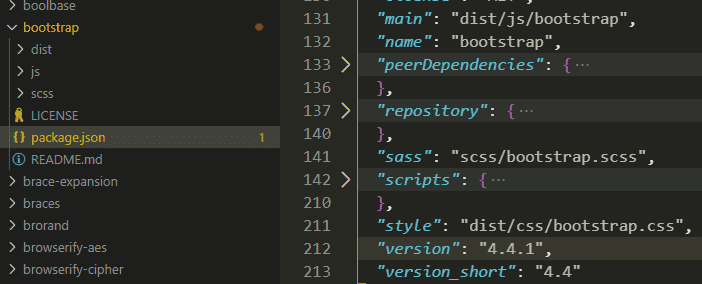 boolbase
bootstrap
dist
js
scss
LICENSE
{} package.json 1
README.md
brace-expansion
braces
brorand
browserify-aes
browserify-cipher
131 "main": "dist/js/bootstrap",
132 "name": "bootstrap",
133 "peerDependencies": {…
136 },
137 "repository": {…
140 },
141 "sass": "scss/bootstrap.scss",
142 "scripts": {…
210 },
211 "style": "dist/css/bootstrap.css",
212 "version": "4.4.1",
213 "version_short": "4.4"